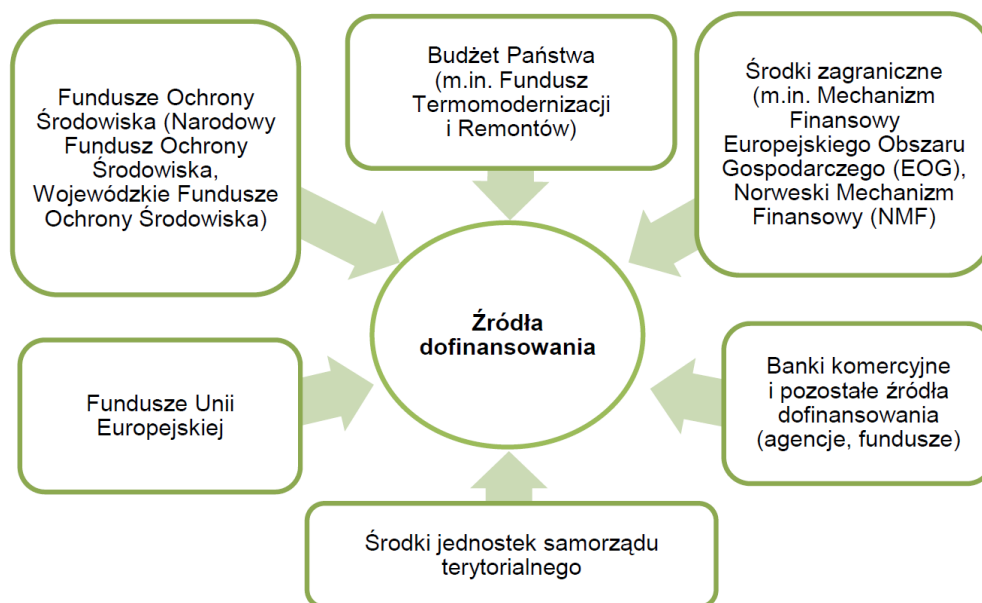 Fundusze Ochrony
Środowiska (Narodowy
Fundusz Ochrony
Środowiska,
Wojewódzkie Fundusze
Ochrony Środowiska)
Budżet Państwa
(m.in. Fundusz
Termomodernizacji
i Remontów)
Środki zagraniczne
(m.in. Mechanizm
Finansowy
Europejskiego Obszaru
Gospodarczego (EOG),
Norweski Mechanizm
Finansowy (NMF)
Źródła
dofinansowania
Fundusze Unii
Europejskiej
Banki komercyjne
i pozostałe źródła
dofinansowania
(agencje, fundusze)
Środki jednostek samorządu
terytorialnego